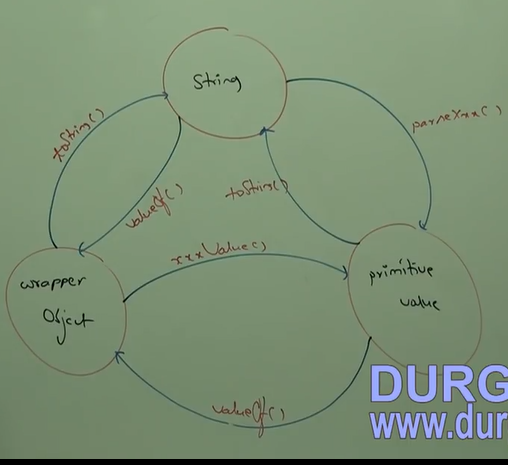 String
toString()
parseXxx()
valueOf()
toString()
xxxValue()
wrapper
Object
primitive
value
valueOf()
DURG
www.dur